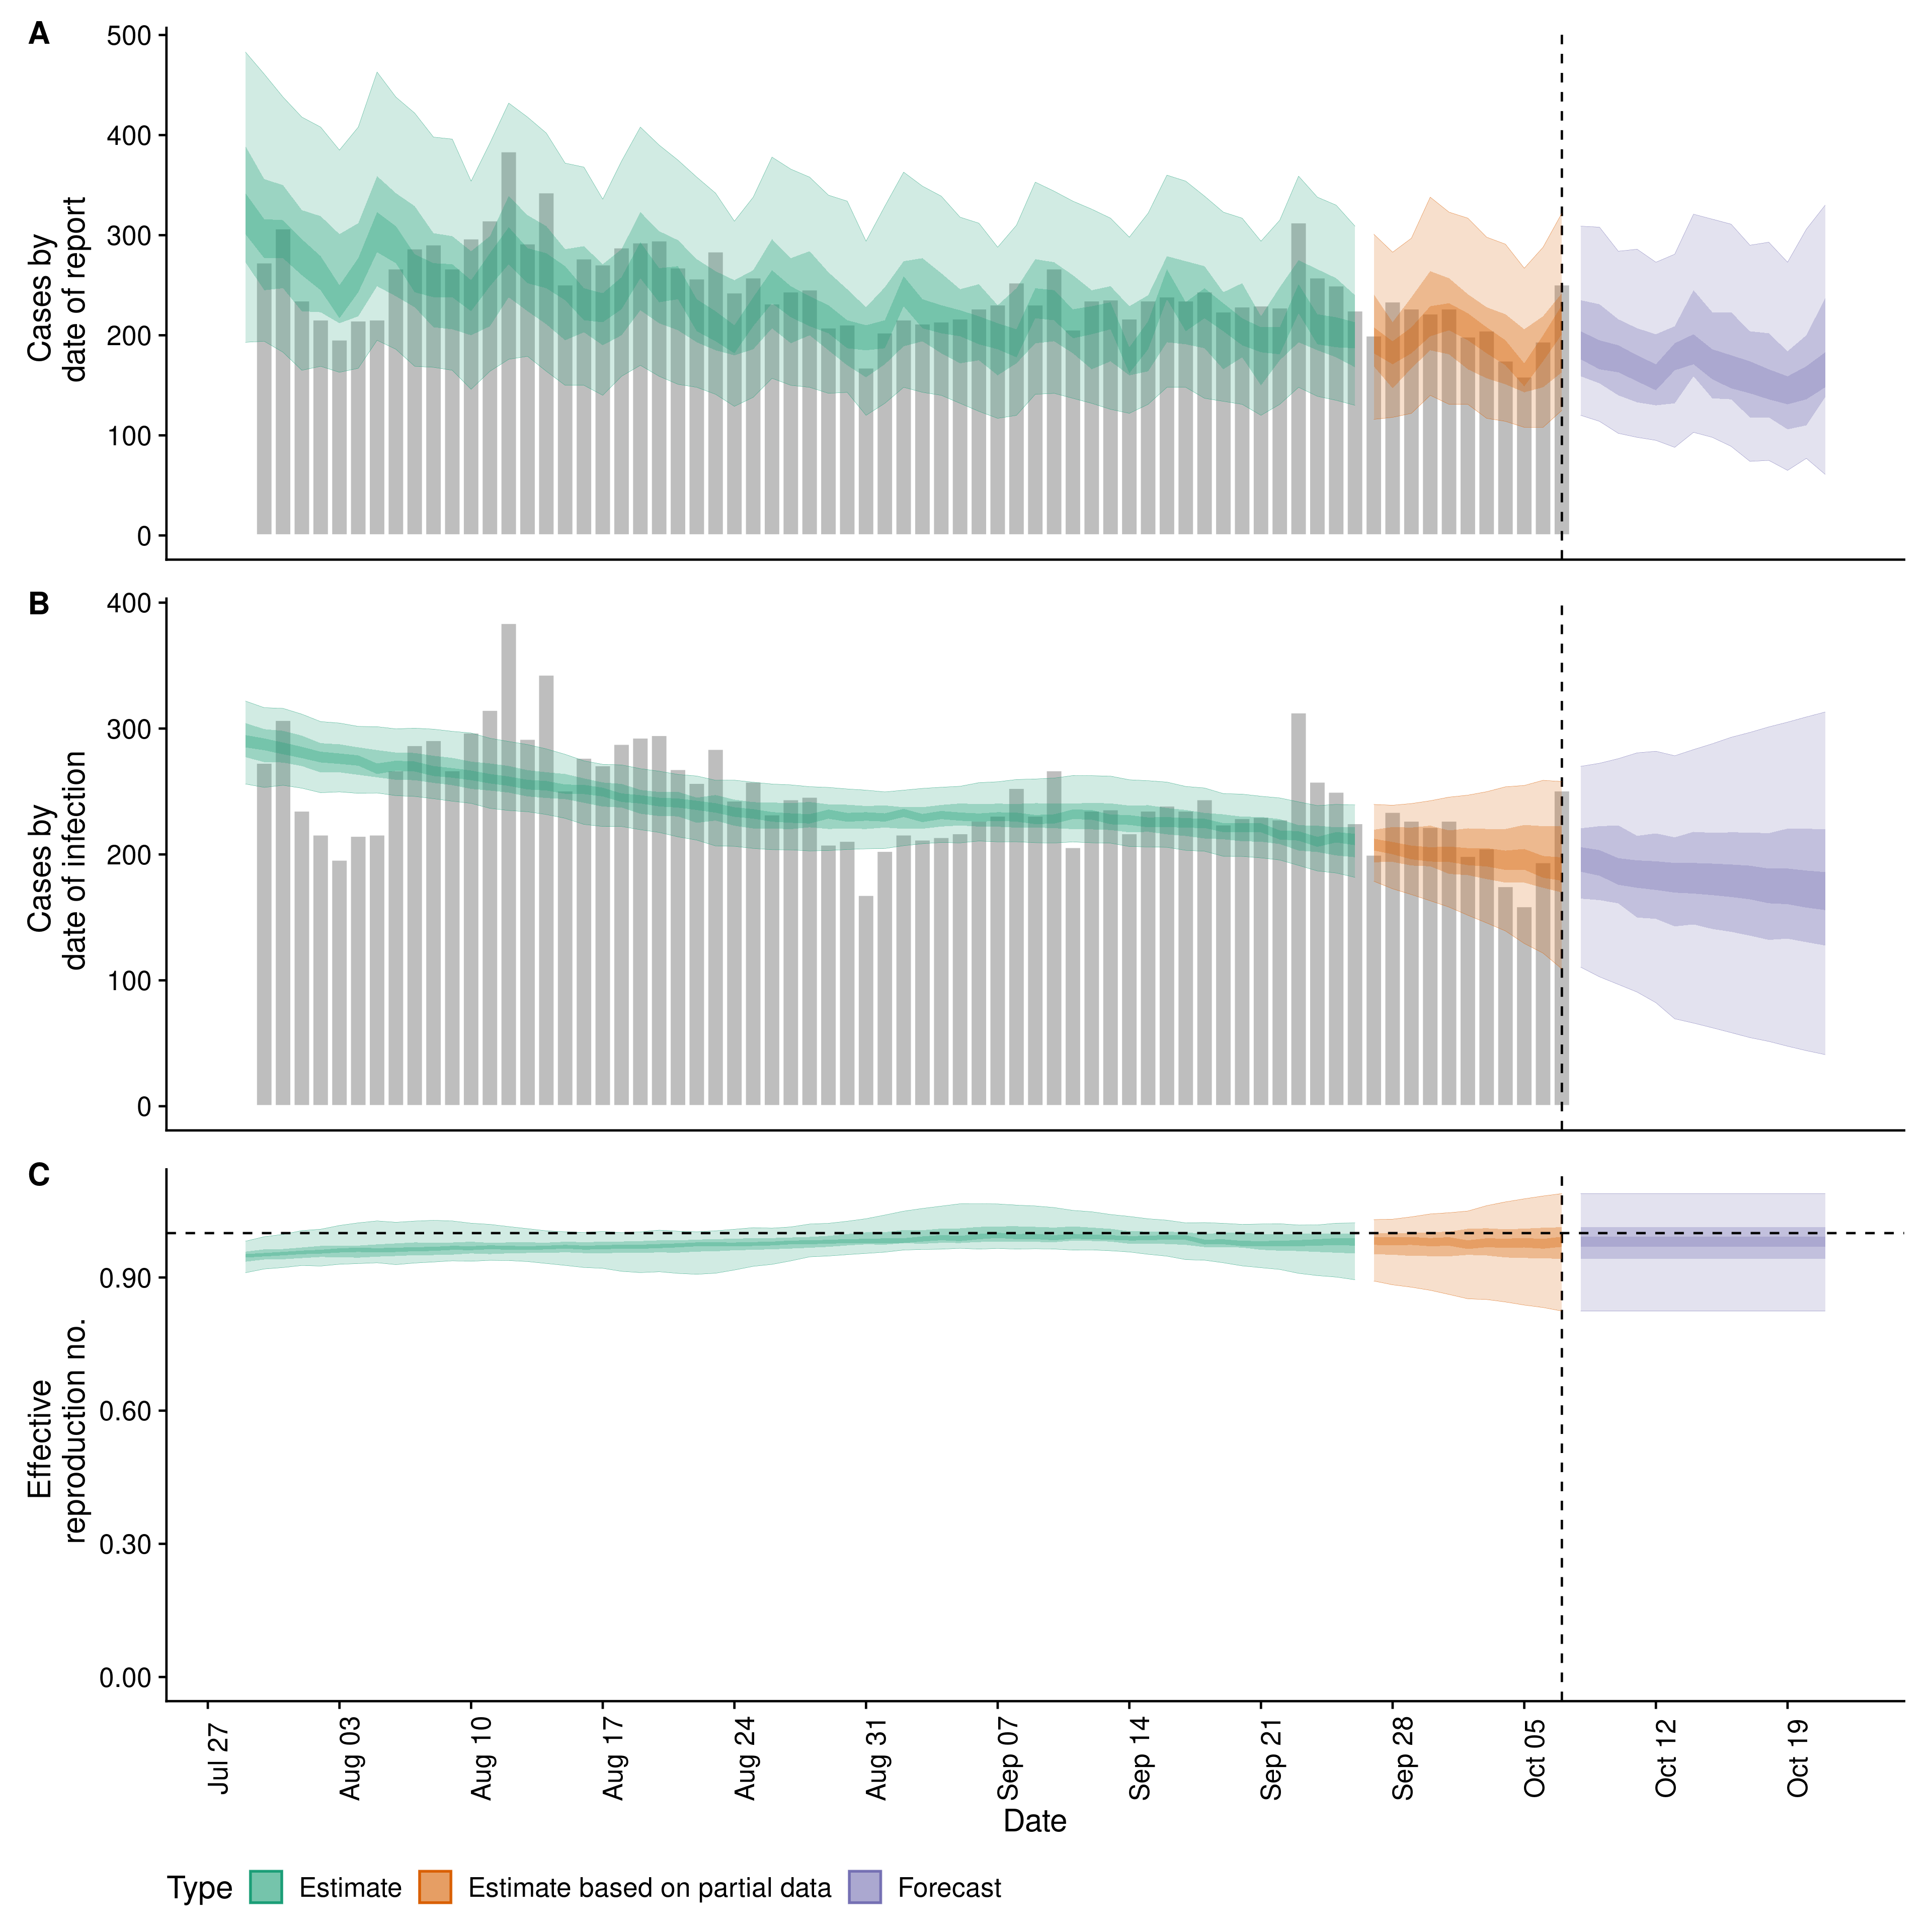 A
500
400
300
200
100
0
Cases by
date of report
B
400
300
200
100
0
Cases by
date of infection
C
0.90
0.60
0.30
0.00
Effective
reproduction no.
Jul 27
Aug 03
Aug 10
Aug 17
Aug 24
Aug 31
Sep 07
Sep 14
Sep 21
Sep 28
Oct 05
Oct 12
Oct 19
Date
Type Estimate Estimate based on partial data Forecast